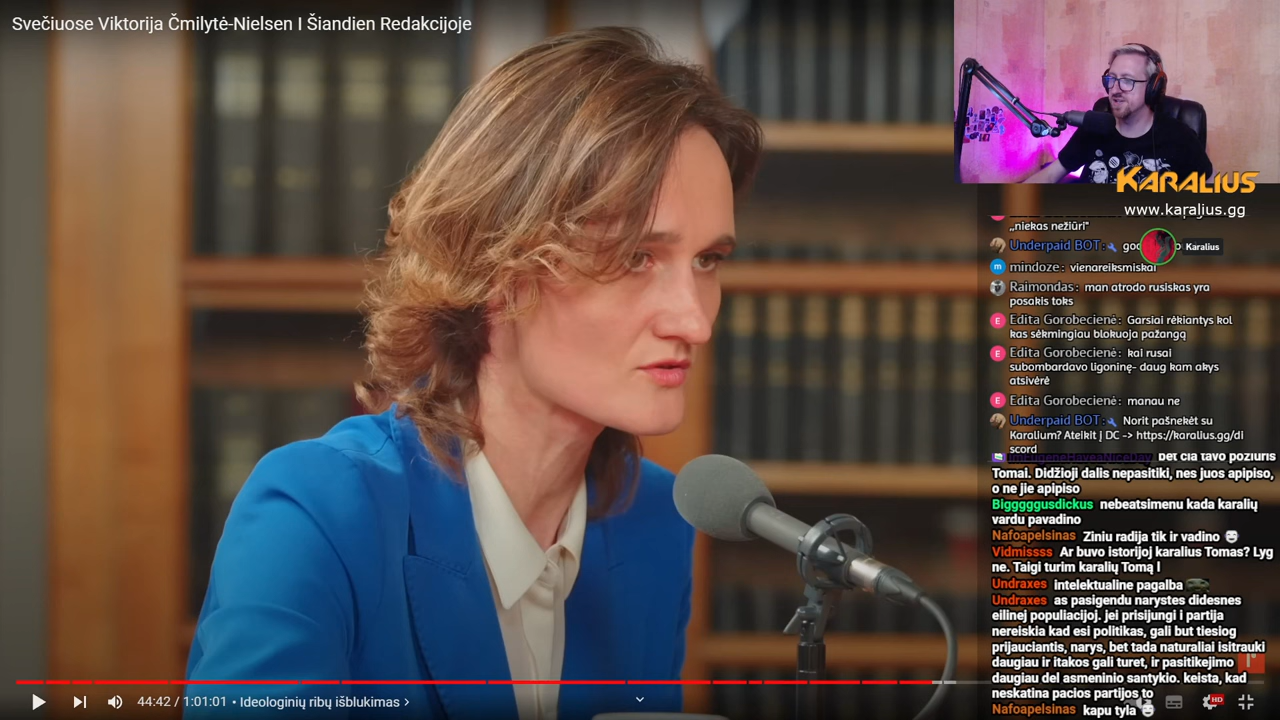 Svečiuose Viktorija Čmilytė-Nielsen I Šiandien Redakcijoje
KARALIUS
www.karalius.gg
„niekas nežiūri"
Underpaid BOT:
Karalius
mindoze: vienareiksmiskai
Raimondas: man atrodo rusiskas yra
posakis toks
Edita Gorobecienė: Garsiai rėkiantys kol
kas sėkmingiau blokuoja pažangą
Edita Gorobecienė: kai rusai
subombardavo ligoninę- daug kam akys
atsivėrė
Edita Gorobecienė: manau ne
Underpaid BOT: Norit pašnekėt su
Karalium? Ateikit į DC -> https://karalius.gg/di
scord
bet čia tavo požiūris
Tomai. Didžioji dalis nepasitiki, nes juos apipiso,
o ne jie apipiso
Bigggggusdickus nebeatsimenu kada karalių
vardu pavadino
Nafoapelsinas Ziniu radija tik ir vadino
Vidmissss Ar buvo istorijoj karalius Tomas? Lyg
ne. Taigi turim karalių Tomą I
Undraxes intelektualine pagalba
Undraxes as pasigendu narystes didesnes
eilinej populiacijoj. jei prisijungi i partija
nereiskia kad esi politikas, gali but tiesiog
prijauciantis, narys, bet tada naturaliai isitrauki
daugiau ir itakos gali turet, ir pasitikejimo
daugiau del asmeninio santykio. keista, kad
neskatina pacios partijos to
Nafoapelsinas kapu tyla
44:42 / 1:01:01 • Ideologinių ribų išblukimas
HD